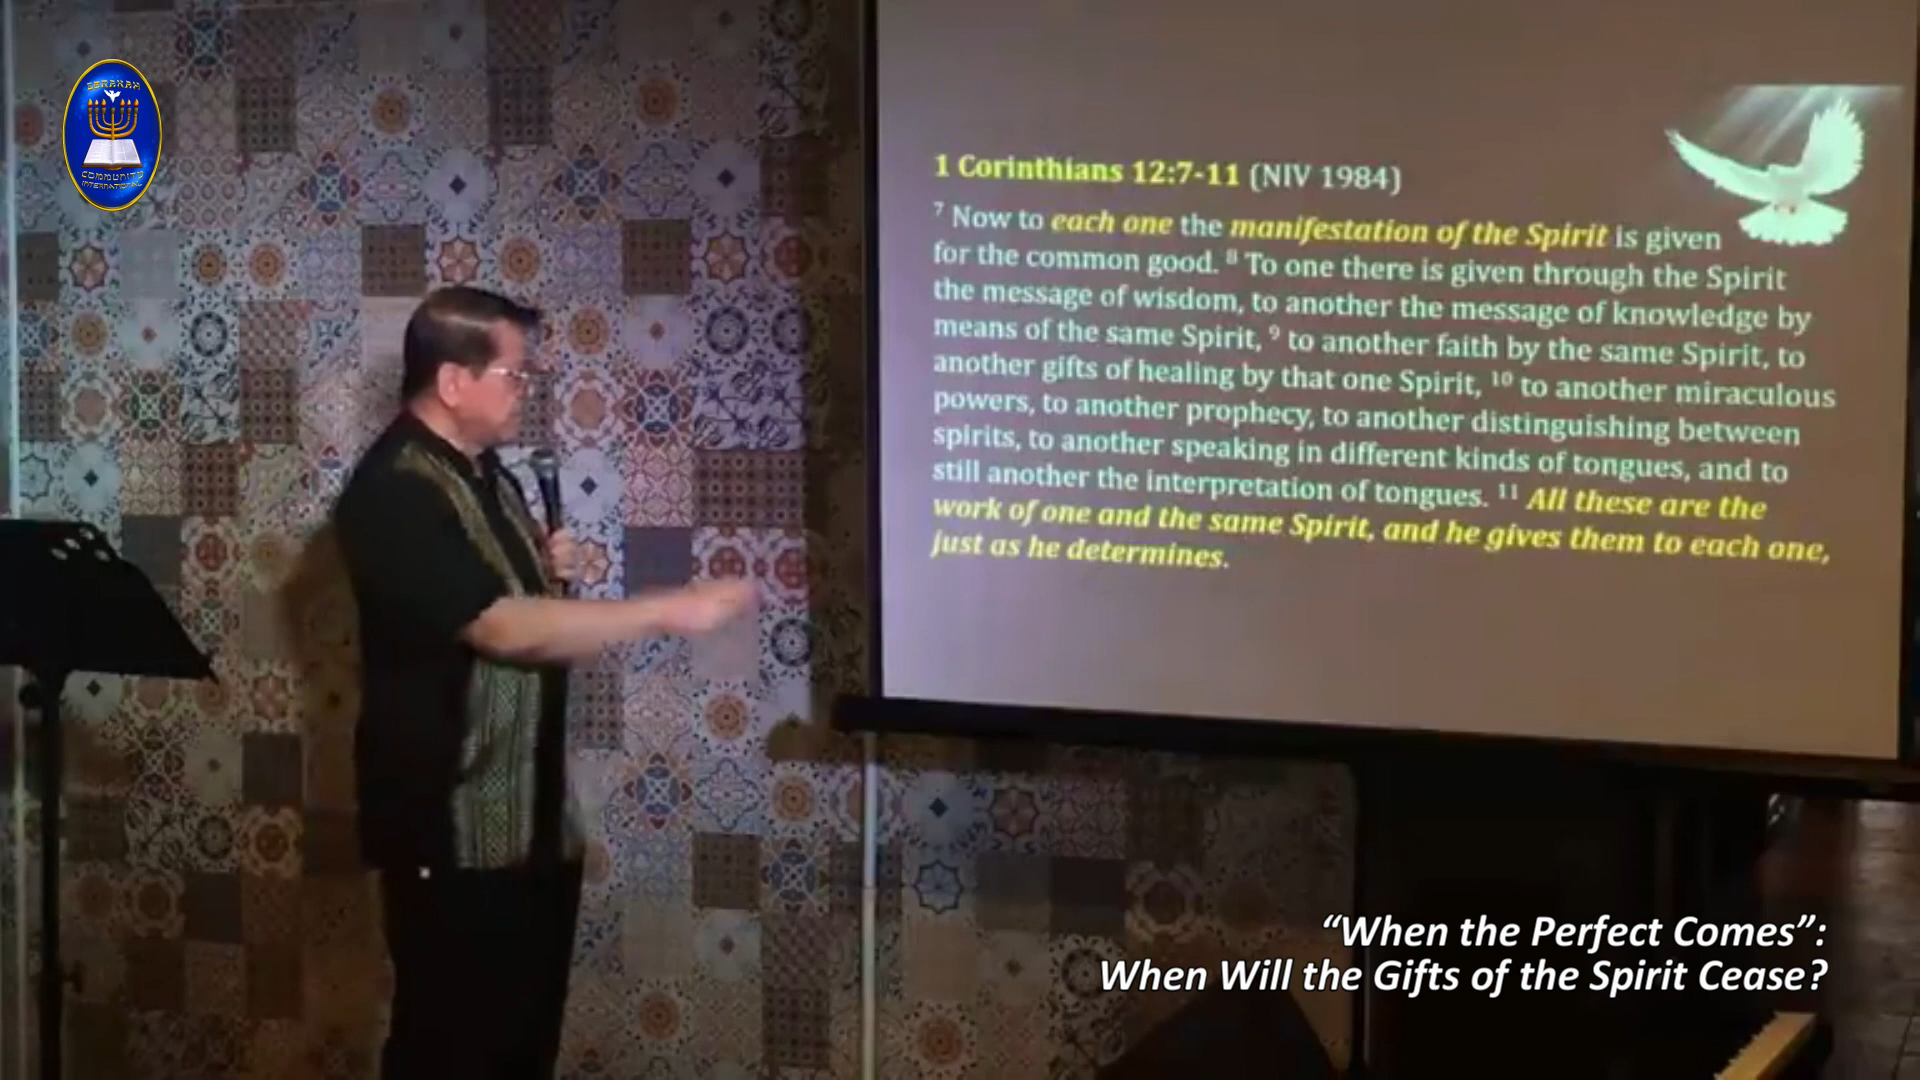 BERAKAH
COMMUNITY
INTERNATIONAL
1 Corinthians 12:7-11 (NIV 1984)
7 Now to each one the manifestation of the Spirit is given
for the common good. 8 To one there is given through the Spirit
the message of wisdom, to another the message of knowledge by
means of the same Spirit, 9 to another faith by the same Spirit, to
another gifts of healing by that one Spirit, 10 to another miraculous
powers, to another prophecy, to another distinguishing between
spirits, to another speaking in different kinds of tongues, and to
still another the interpretation of tongues. 11 All these are the
work of one and the same Spirit, and he gives them to each one,
just as he determines.
“When the Perfect Comes”:
When Will the Gifts of the Spirit Cease?